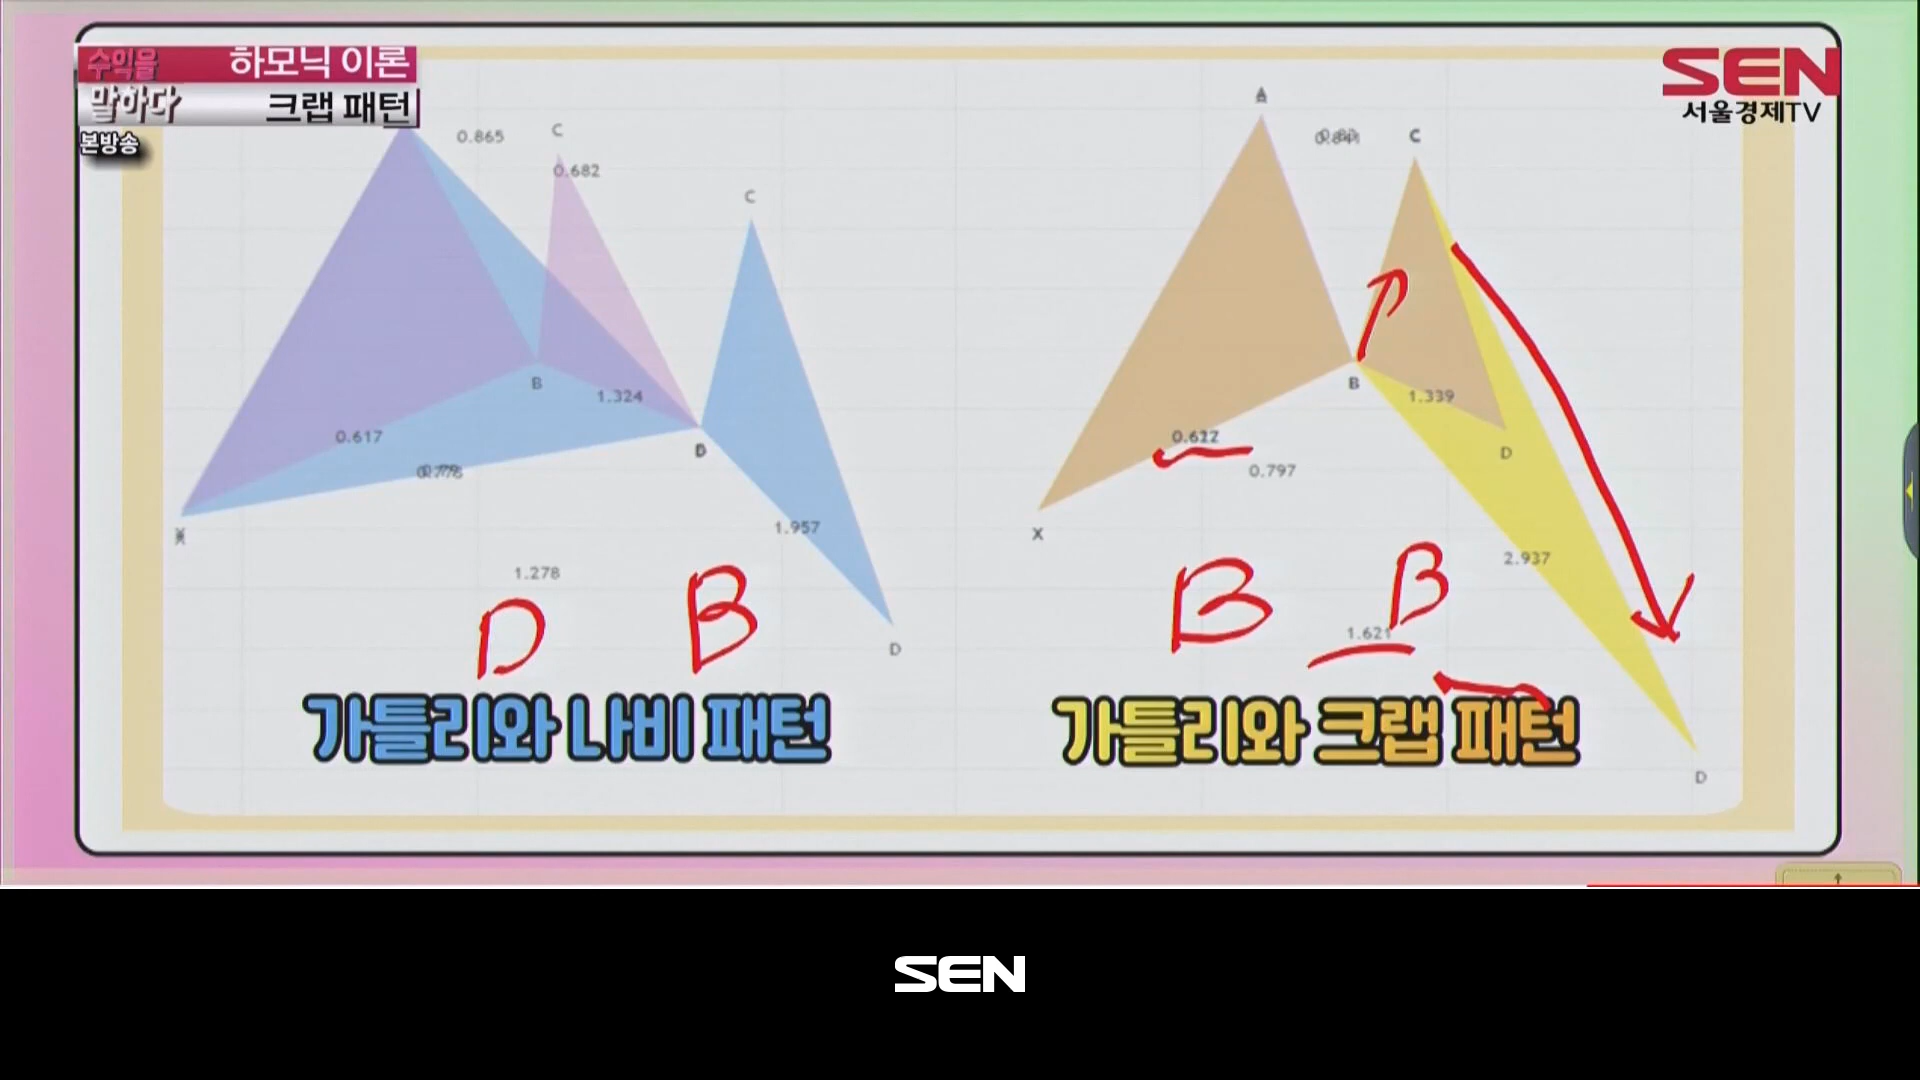 수익을 하모닉 이론
말하다 크랩 패턴
본방송
SEN
서울경제TV
0.865
C
0.682
C
B
1.324
0.617
X
1.957
1.278
D
D B
가틀리와 나비 패턴
A
C
B
1.339
D
0.797
X
2.937
B B
1.621
D
가틀리와 크랩 패턴
SEN